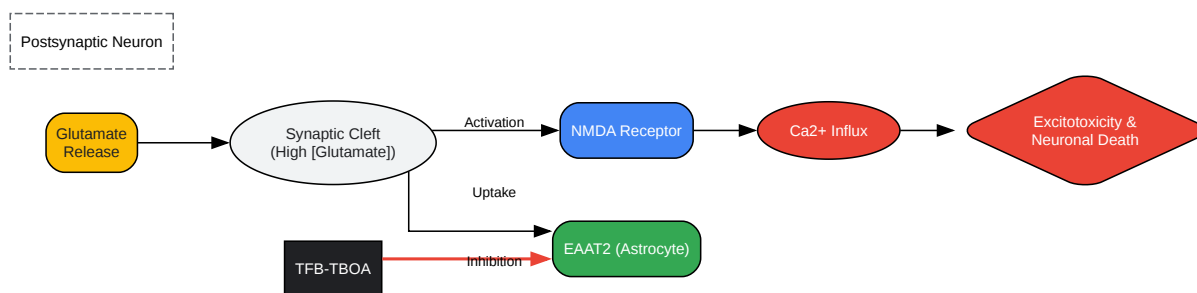 Postsynaptic Neuron
Glutamate
Release
Synaptic Cleft
(High [Glutamate])
Activation
NMDA Receptor
Ca2+ Influx
Excitotoxicity &
Neuronal Death
Uptake
EAAT2 (Astrocyte)
TFB-TBOA
Inhibition